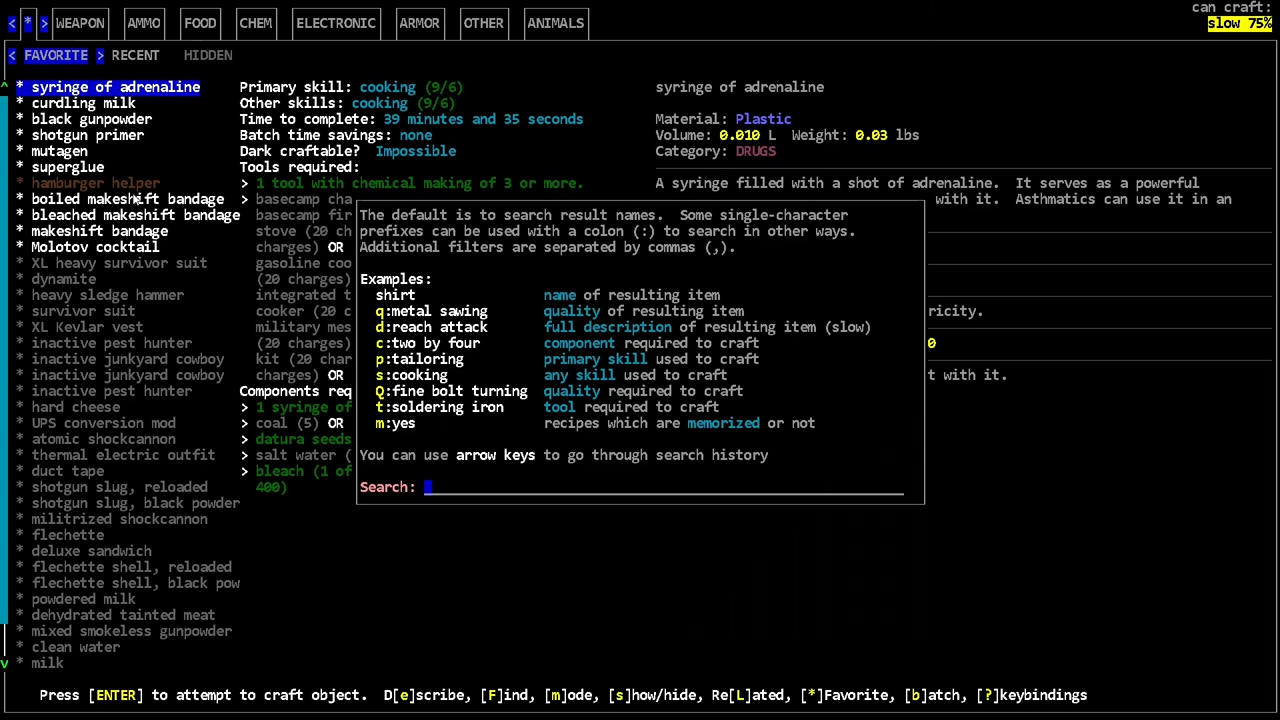 can craft:
< * > WEAPON AMMO FOOD CHEM ELECTRONIC ARMOR OTHER ANIMALS slow 75%
< FAVORITE > RECENT HIDDEN
^ * syringe of adrenaline Primary skill: cooking (9/6) syringe of adrenaline
* curdling milk Other skills: cooking (9/6)
* black gunpowder Time to complete: 39 minutes and 35 seconds Material: Plastic
* shotgun primer Batch time savings: none Volume: 0.010 L Weight: 0.03 lbs
* mutagen Dark craftable? Impossible Category: DRUGS
* superglue Tools required:
* hamburger helper > 1 tool with chemical making of 3 or more. A syringe filled with a shot of adrenaline. It serves as a powerful
* boiled makeshift bandage > basecamp cha with it. Asthmatics can use it in an
* bleached makeshift bandage basecamp fir The default is to search result names. Some single-character
* makeshift bandage stove (20 ch prefixes can be used with a colon (:) to search in other ways.
* Molotov cocktail charges) OR Additional filters are separated by commas (,).
* XL heavy survivor suit gasoline coo
* dynamite (20 charges) Examples:
* heavy sledge hammer integrated t shirt name of resulting item
* survivor suit cooker (20 c q:metal sawing quality of resulting item ricity.
* XL Kevlar vest military mes d:reach attack full description of resulting item (slow)
* inactive pest hunter (20 charges) c:two by four component required to craft 0
* inactive junkyard cowboy kit (20 char p:tailoring primary skill used to craft
* inactive junkyard cowboy charges) OR s:cooking any skill used to craft t with it.
* inactive pest hunter Components req Q:fine bolt turning quality required to craft
* hard cheese > 1 syringe of t:soldering iron tool required to craft
* UPS conversion mod > coal (5) OR m:yes recipes which are memorized or not
* atomic shockcannon > datura seeds
* thermal electric outfit > salt water ( You can use arrow keys to go through search history
* duct tape > bleach (1 of
* shotgun slug, reloaded 400) Search:
* shotgun slug, black powder
* militrized shockcannon
* flechette
* deluxe sandwich
* flechette shell, reloaded
* flechette shell, black pow
* powdered milk
* dehydrated tainted meat
* mixed smokeless gunpowder
* clean water
v * milk
Press [ENTER] to attempt to craft object. D[e]scribe, [F]ind, [m]ode, [s]how/hide, Re[L]ated, [*]Favorite, [b]atch, [?]keybindings